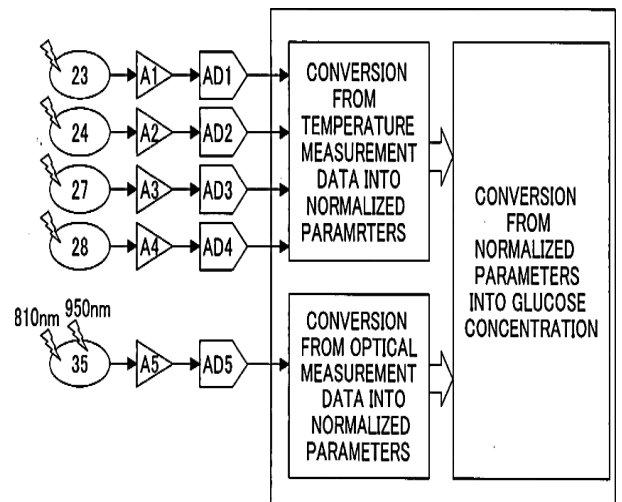 23 A1 AD1
24 A2 AD2
27 A3 AD3
28 A4 AD4
810nm 950nm
35 A5 AD5
CONVERSION
FROM
TEMPERATURE
MEASUREMENT
DATA INTO
NORMALIZED
PARAMRTERS
CONVERSION
FROM OPTICAL
MEASUREMENT
DATA INTO
NORMALIZED
PARAMETERS
CONVERSION
FROM
NORMALIZED
PARAMETERS
INTO GLUCOSE
CONCENTRATION